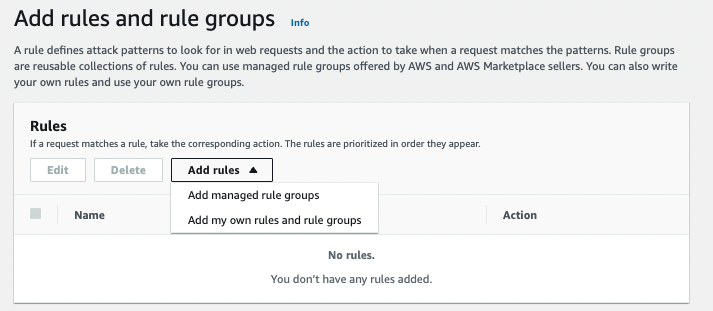 Add rules and rule groups Info
A rule defines attack patterns to look for in web requests and the action to take when a request matches the patterns. Rule groups
are reusable collections of rules. You can use managed rule groups offered by AWS and AWS Marketplace sellers. You can also write
your own rules and use your own rule groups.
Rules
If a request matches a rule, take the corresponding action. The rules are prioritized in order they appear.
Edit Delete Add rules
Add managed rule groups
Add my own rules and rule groups
Name Action
No rules.
You don't have any rules added.